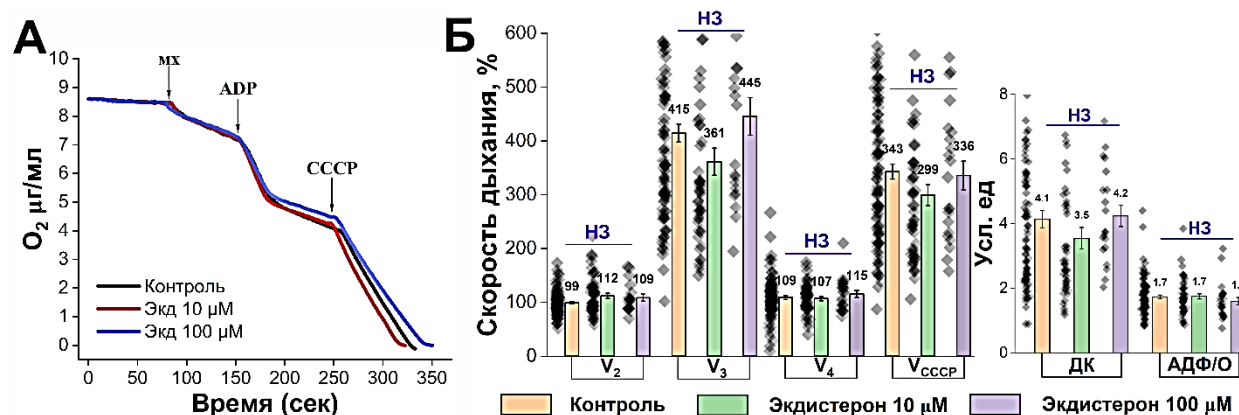 А
O₂ μг/мл
10
9
8
7
6
5
4
3
2
1
0
мх
ADP
CCCP
Контроль
Экд 10 μM
Экд 100 μM
0 50 100 150 200 250 300 350
Время (сек)
Б
Скорость дыхания, %
600
500
400
300
200
100
0
НЗ
99 112 109
V₂
НЗ
415 361 445
V₃
НЗ
109 107 115
V₄
НЗ
343 299 336
V_CCCP
Усл. ед
8
6
4
2
0
НЗ
4.1 3.5 4.2
ДК
НЗ
1.7 1.7 1.
АДФ/О
Контроль Экдистерон 10 μM Экдистерон 100 μM